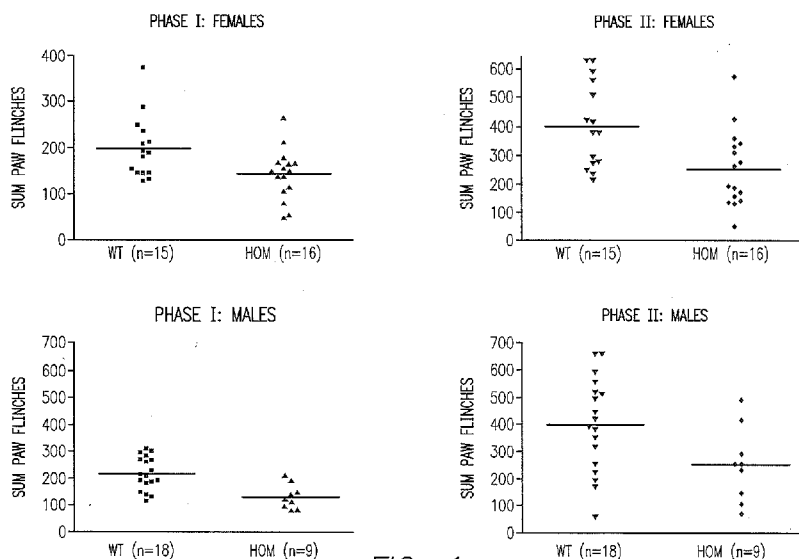 PHASE I: FEMALES
SUM PAW FLINCHES
400
300
200
100
0
WT (n=15)
HOM (n=16)
PHASE II: FEMALES
SUM PAW FLINCHES
600
500
400
300
200
100
0
WT (n=15)
HOM (n=16)
PHASE I: MALES
SUM PAW FLINCHES
700
600
500
400
300
200
100
0
WT (n=18)
HOM (n=9)
PHASE II: MALES
SUM PAW FLINCHES
700
600
500
400
300
200
100
0
WT (n=18)
HOM (n=9)